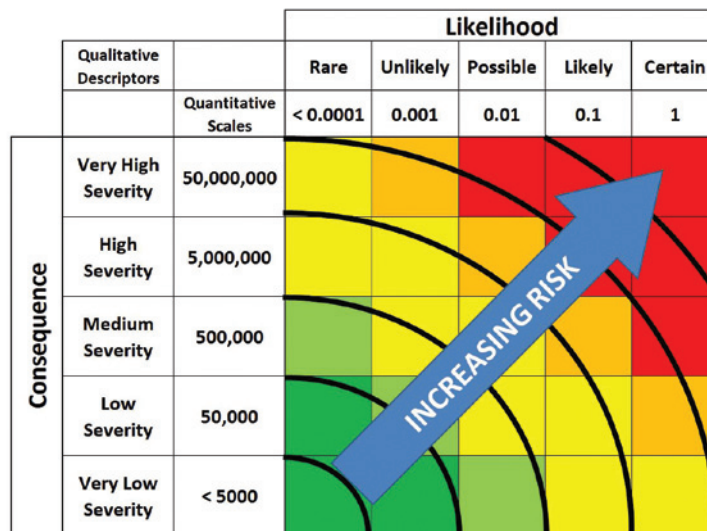 Likelihood
Qualitative
Descriptors
Rare
Unlikely
Possible
Likely
Certain
Quantitative
Scales
< 0.0001
0.001
0.01
0.1
1
Consequence
Very High
Severity
50,000,000
High
Severity
5,000,000
Medium
Severity
500,000
Low
Severity
50,000
Very Low
Severity
< 5000
INCREASING RISK